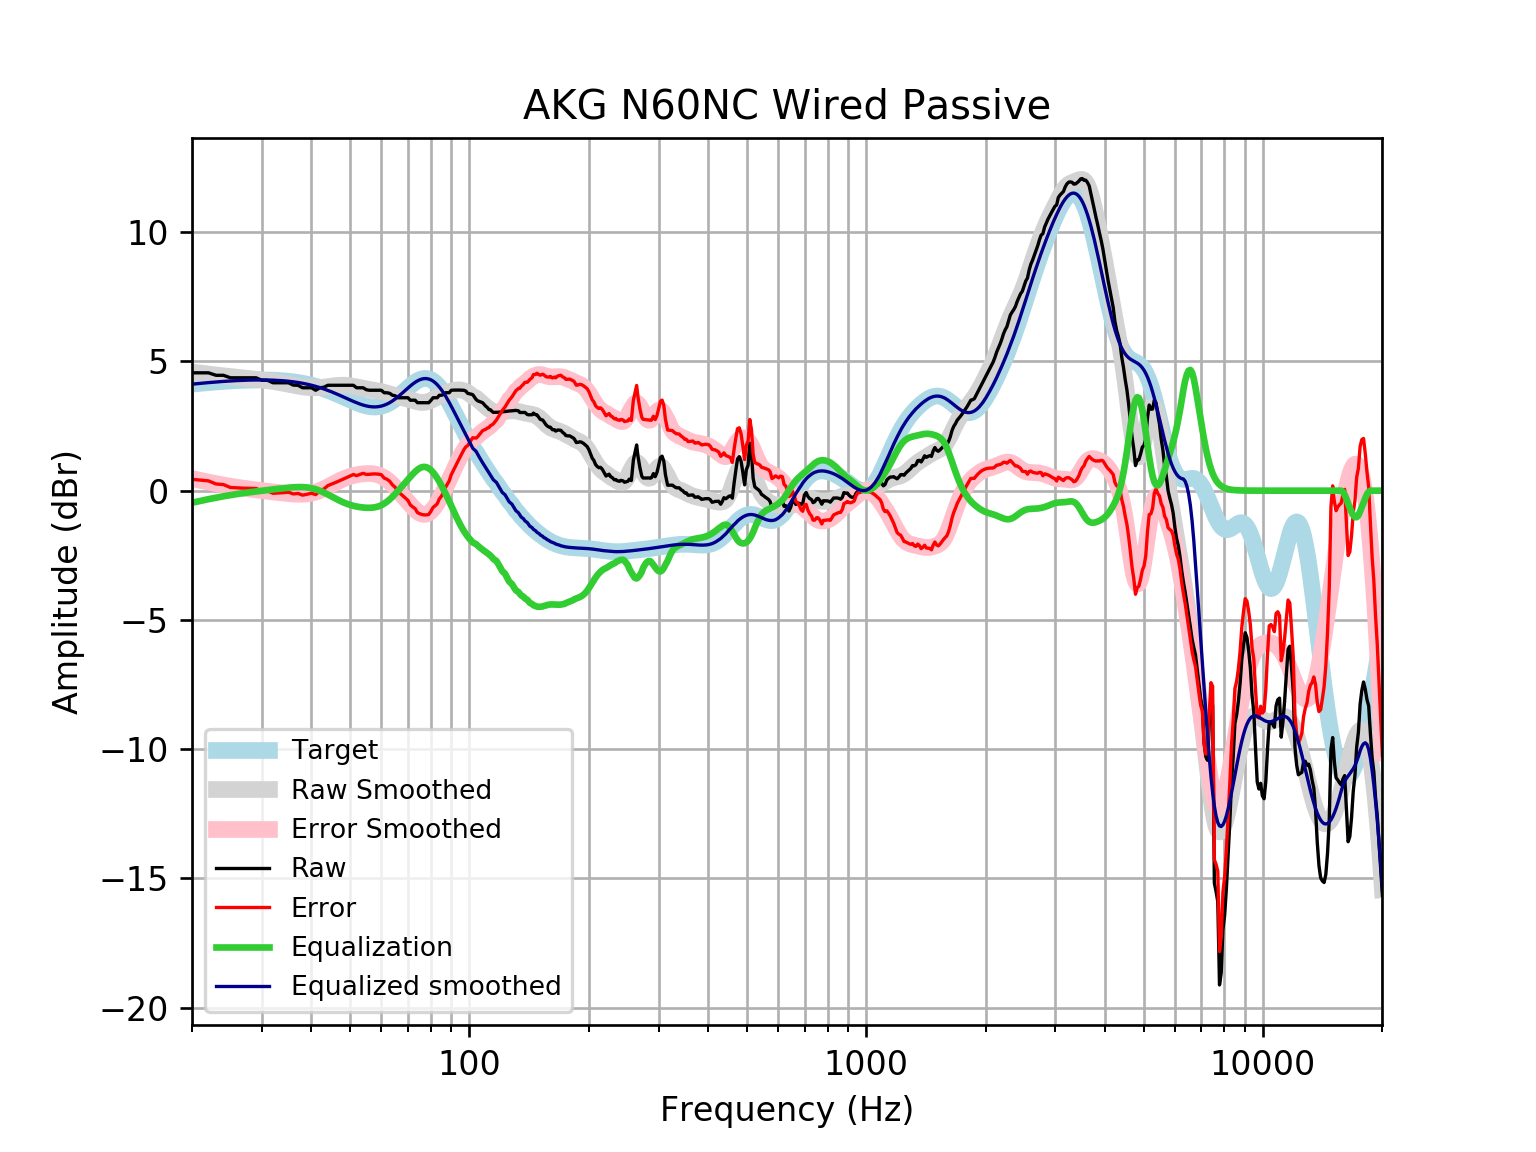 AKG N60NC Wired Passive
Amplitude (dBr)
10
5
0
−5
−10
−15
−20
Target
Raw Smoothed
Error Smoothed
Raw
Error
Equalization
Equalized smoothed
100
1000
10000
Frequency (Hz)